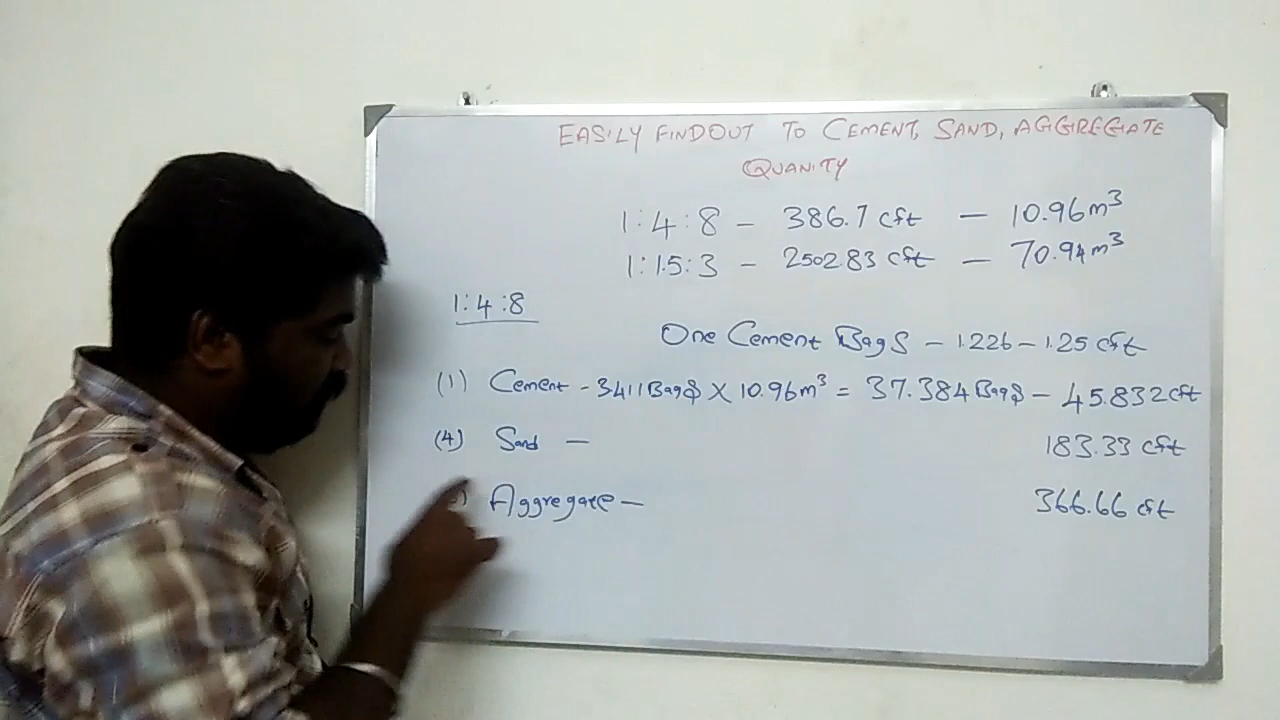 EASILY FINDOUT TO CEMENT, SAND, AGGREGATE
QUANITY
1:4:8 - 386.7 cft - 10.96m³
1:1.5:3 - 2502.83 cft - 70.94m³
1:4:8
One Cement Bags - 1.226 - 1.25 cft
(1) Cement - 3.411 Bags X 10.96m³ = 37.384 Bags - 45.832 cft
(4) Sand - 183.33 cft
) Aggregate - 366.66 cft